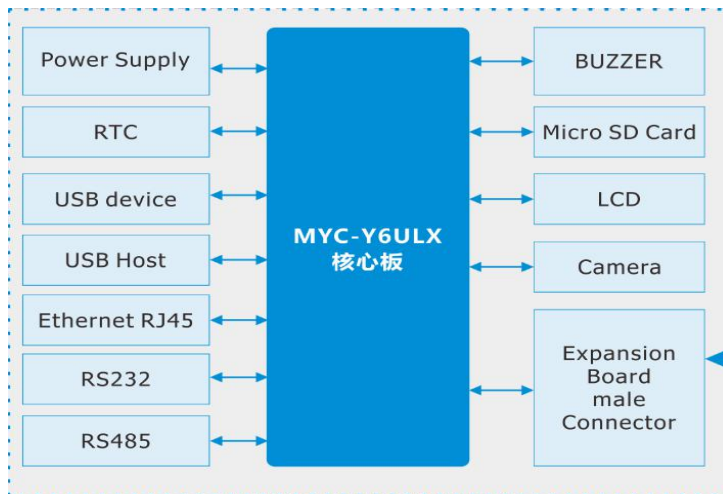 Power Supply
RTC
USB device
USB Host
Ethernet RJ45
RS232
RS485
MYC-Y6ULX
核心板
BUZZER
Micro SD Card
LCD
Camera
Expansion
Board
male
Connector